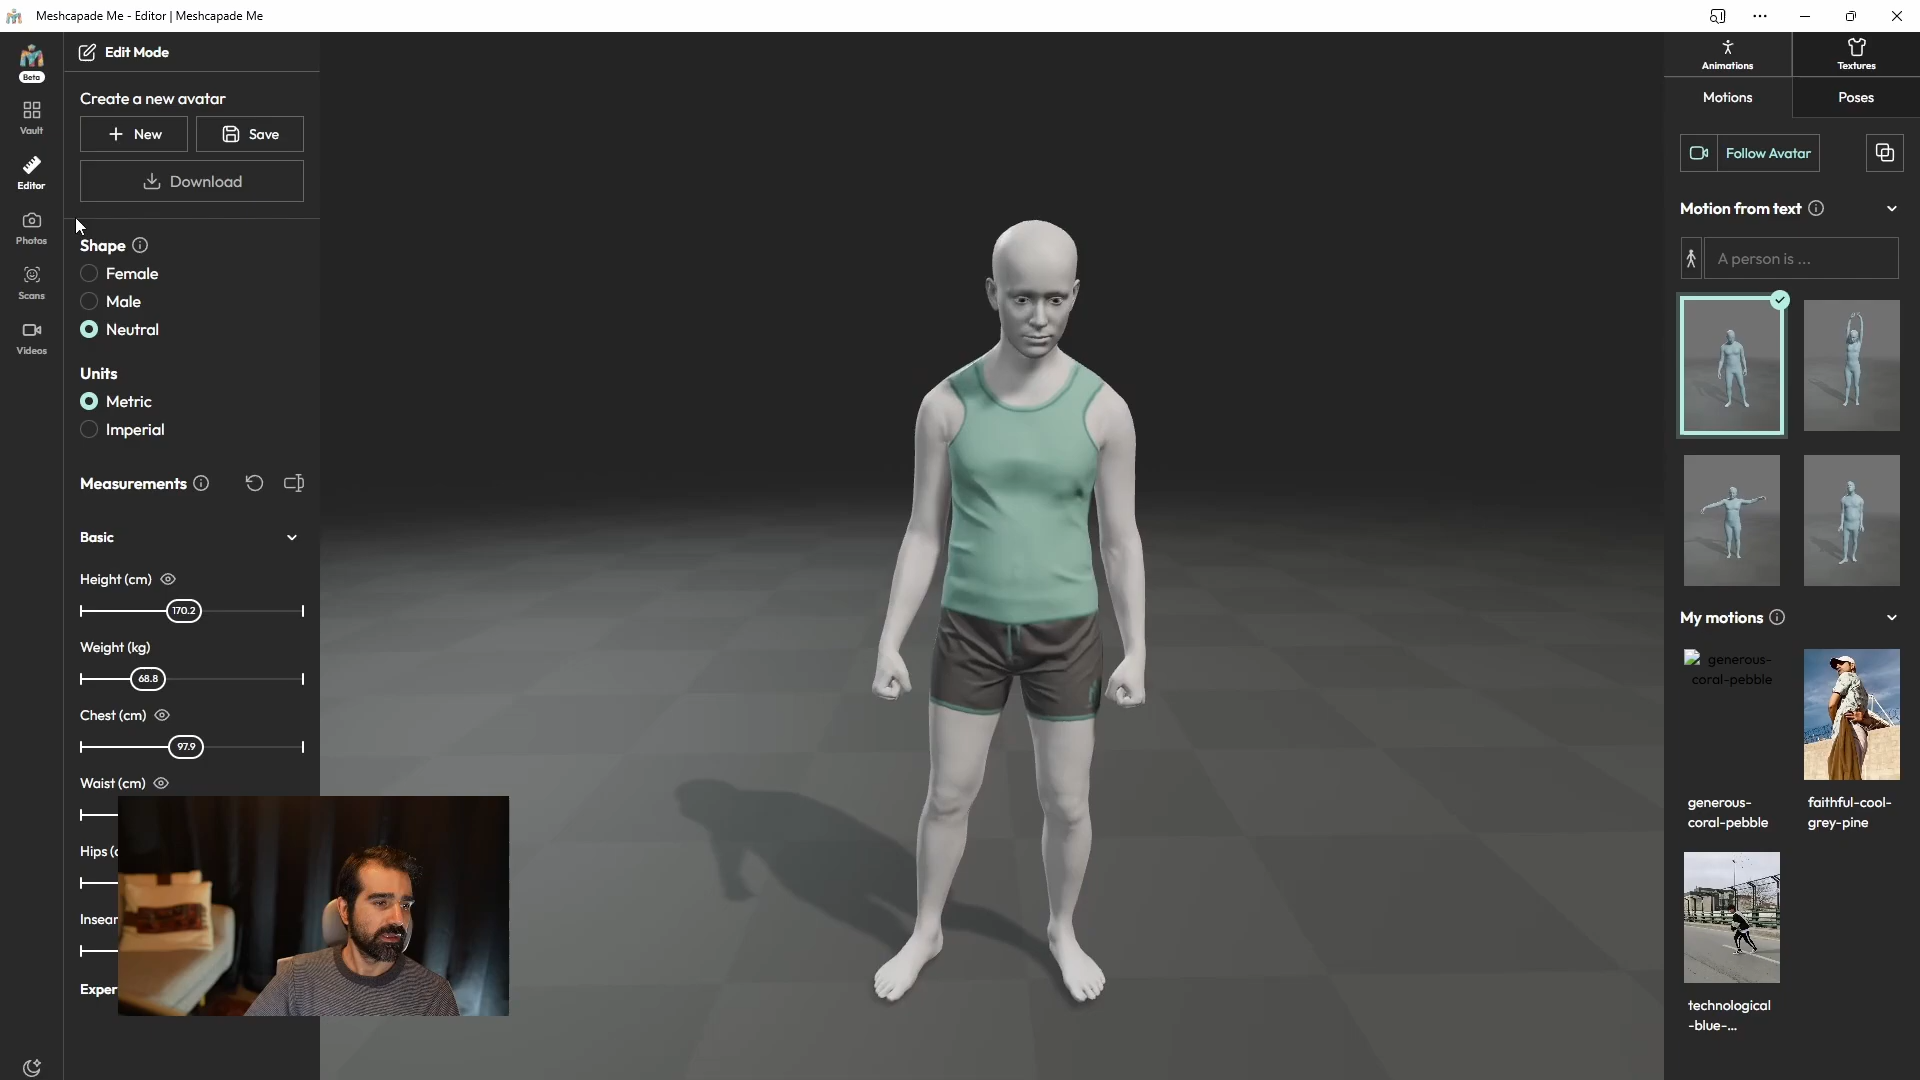 Meshcapade Me - Editor | Meshcapade Me
Beta
Vault
Editor
Photos
Scans
Videos
Edit Mode
Create a new avatar
New
Save
Download
Shape
Female
Male
Neutral
Units
Metric
Imperial
Measurements
Basic
Height (cm)
170.2
Weight (kg)
68.8
Chest (cm)
97.9
Waist (cm)
Hips (c
Insear
Exper
Animations
Textures
Motions
Poses
Follow Avatar
Motion from text
A person is ...
My motions
generous-
coral-pebble
generous-
coral-pebble
faithful-cool-
grey-pine
technological
-blue-...